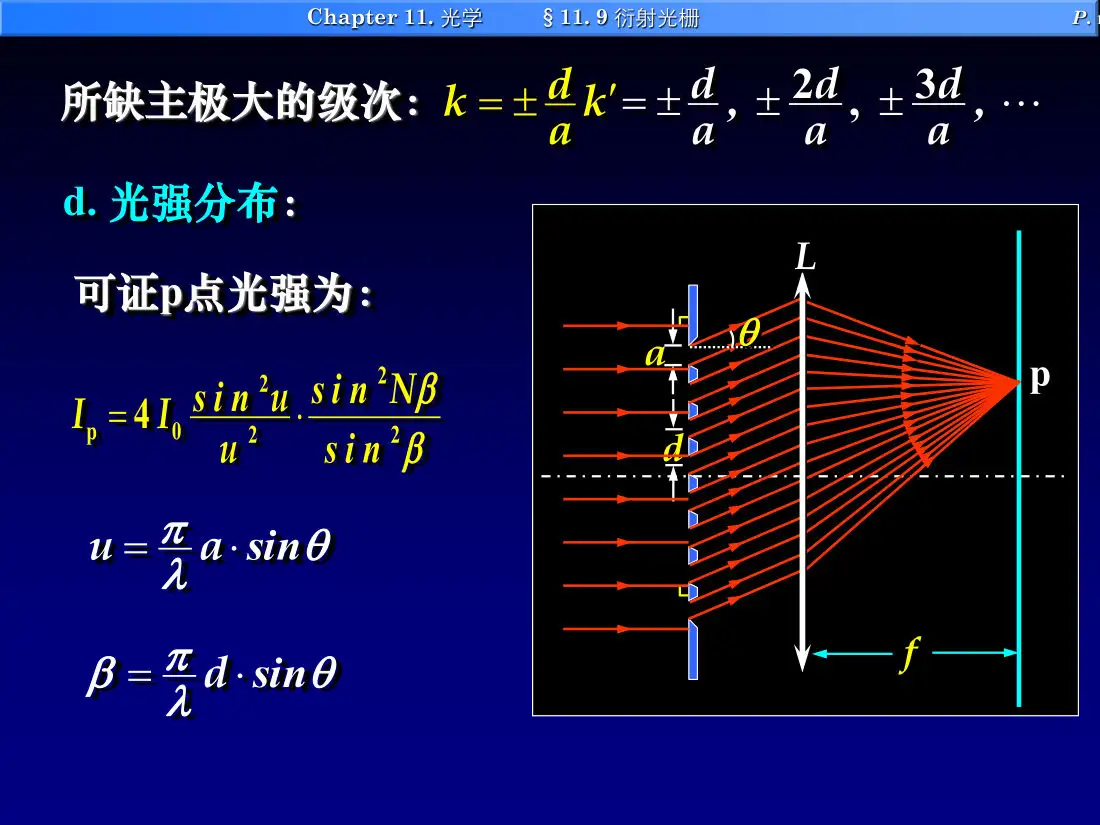 Chapter 11. 光学 §11. 9 衍射光栅 P.
所缺主极大的级次: k = ± d/a k′ = ± d/a , ± 2d/a , ± 3d/a , ···
d. 光强分布:
可证p点光强为:
I_p = 4 I_0 sin²u/u² · sin²Nβ/sin²β
u = π/λ a · sinθ
β = π/λ d · sinθ
L
θ
a
p
d
f